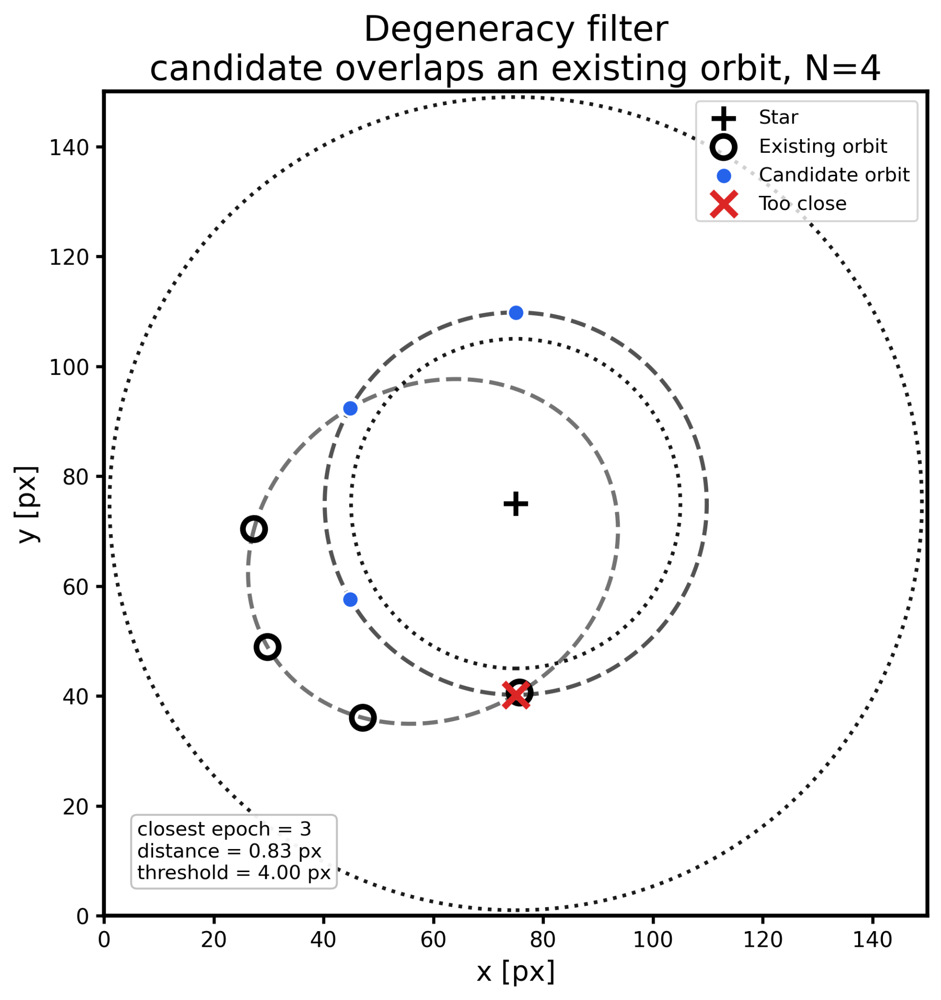 Degeneracy filter
candidate overlaps an existing orbit, N=4
Star
Existing orbit
Candidate orbit
Too close
y [px]
140
120
100
80
60
40
20
0
closest epoch = 3
distance = 0.83 px
threshold = 4.00 px
0 20 40 60 80 100 120 140
x [px]